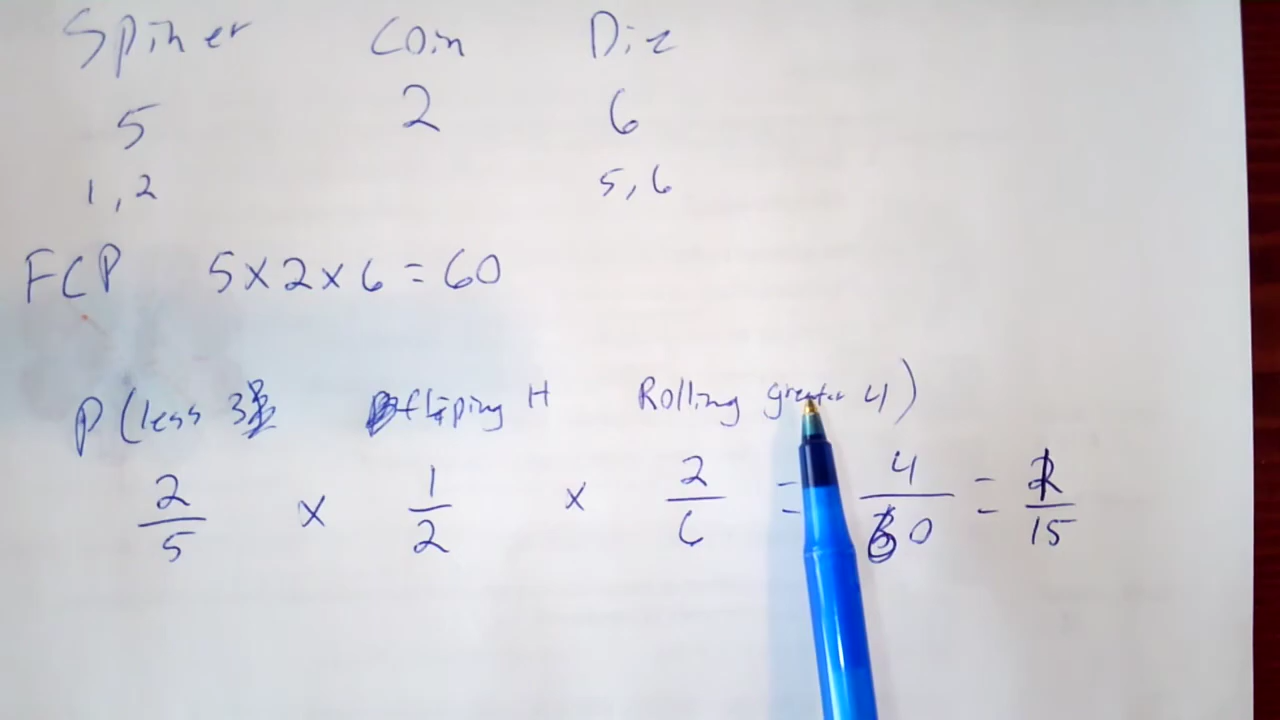 Spiner Coin Die
5 2 6
1, 2 5, 6
FCP 5 x 2 x 6 = 60
P (less 3 flipping H Rolling greater 4)
2/5 x 1/2 x 2/6 = 4/60 = 1/15